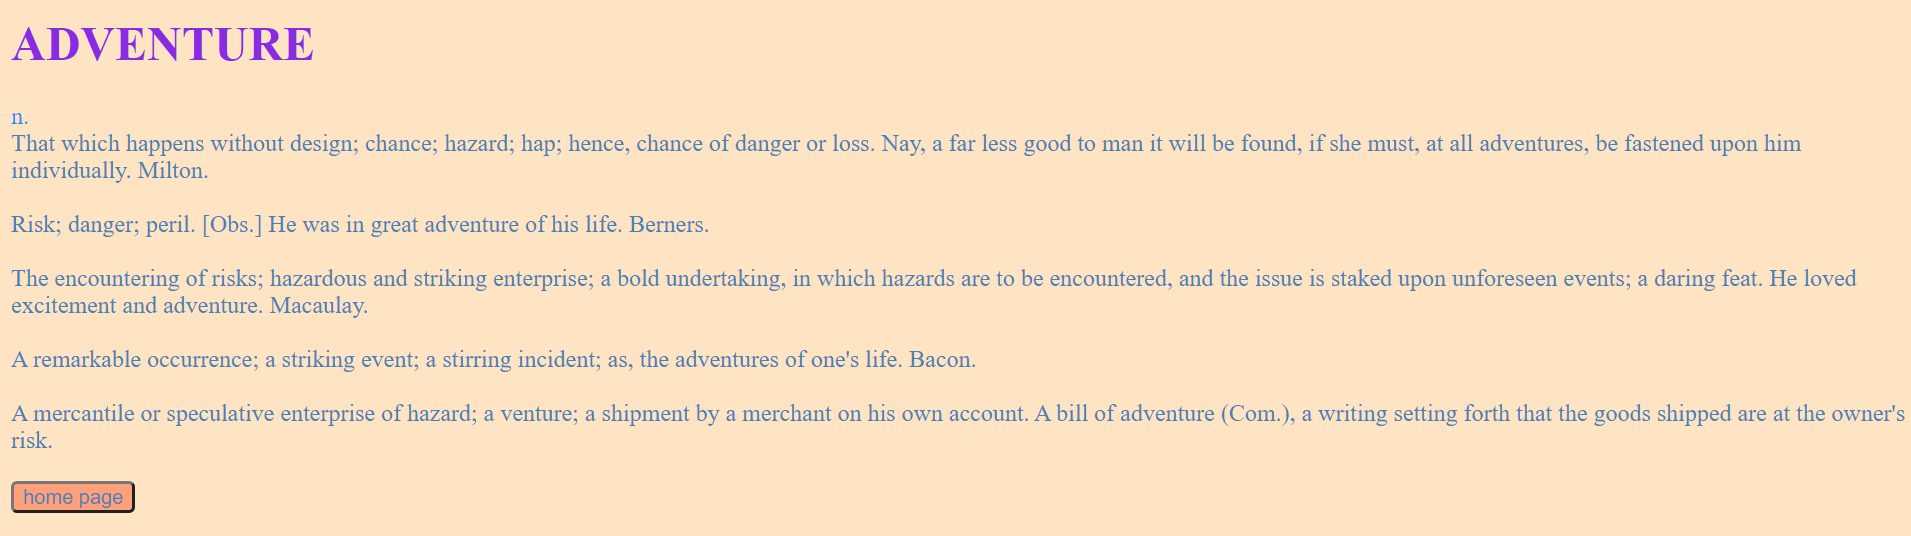 ADVENTURE
n.
That which happens without design; chance; hazard; hap; hence, chance of danger or loss. Nay, a far less good to man it will be found, if she must, at all adventures, be fastened upon him
individually. Milton.
Risk; danger; peril. [Obs.] He was in great adventure of his life. Berners.
The encountering of risks; hazardous and striking enterprise; a bold undertaking, in which hazards are to be encountered, and the issue is staked upon unforeseen events; a daring feat. He loved
excitement and adventure. Macaulay.
A remarkable occurrence; a striking event; a stirring incident; as, the adventures of one's life. Bacon.
A mercantile or speculative enterprise of hazard; a venture; a shipment by a merchant on his own account. A bill of adventure (Com.), a writing setting forth that the goods shipped are at the owner's
risk.
home page